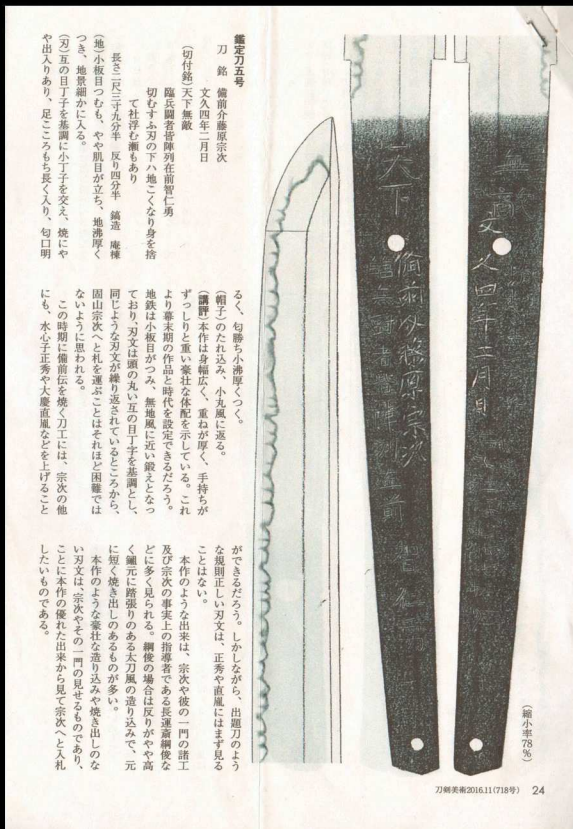 無敵
文久四年二月日
天下
備前介藤原宗次
(縮小率78%)
鑑定刀五号
刀 銘 備前介藤原宗次
文久四年二月日
(切付銘)天下無敵
臨兵闘者皆陣列在前智仁勇
切むすふ刃の下ハ地こくなり身を捨
て社浮む瀬もあり
長さ二尺三寸九分半 反り四分半 鎬造 庵棟
(地)小板目つむも、やや肌目が立ち、地沸厚く
つき、地景細かに入る。
(刃)互の目丁子を基調に小丁子を交え、焼にや
や出入りあり、足こころもち長く入り、匂口明
るく、匂勝ち小沸厚くつく。
(帽子)のたれ込み、小丸風に返る。
(講評)本作は身幅広く、重ねが厚く、手持ちが
ずっしりと重い豪壮な体配を示している。これ
より幕末期の作品と時代を設定できるだろう。
地鉄は小板目がつみ、無地風に近い鍛えとなっ
ており、刃文は頭の丸い互の目丁子を基調とし、
同じような刃文が繰り返されているところから、
固山宗次へと札を運ぶことはそれほど困難では
ないように思われる。
この時期に備前伝を焼く刀工には、宗次の他
にも、水心子正秀や大慶直胤などを上げること
ができるだろう。しかしながら、出題刀のよう
な規則正しい刃文は、正秀や直胤にはまず見る
ことはない。
本作のような出来は、宗次や彼の一門の諸工
及び宗次の事実上の指導者である長運斎綱俊な
どに多く見られる。綱俊の場合は反りがやや高
く鎺元に踏張りのある太刀風の造り込みで、元
に短く焼き出しのあるものが多い。
本作のような豪壮な造り込みや焼き出しのな
い刃文は、宗次やその一門の見せるものであり、
ことに本作の優れた出来から見て宗次へと入札
したいものである。
刀剣美術2016.11(718号) 24